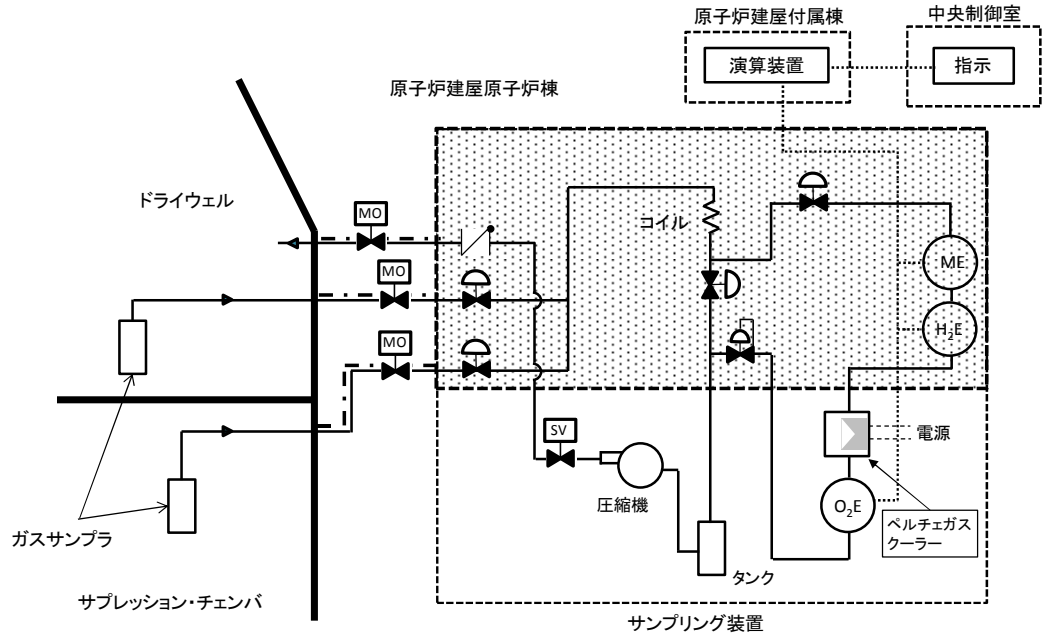 原子炉建屋付属棟
中央制御室
演算装置
指示
原子炉建屋原子炉棟
ドライウェル
MO
コイル
MO
ME
H₂E
MO
SV
電源
圧縮機
O₂E
ペルチェガス
クーラー
ガスサンプラ
タンク
サプレッション・チェンバ
サンプリング装置